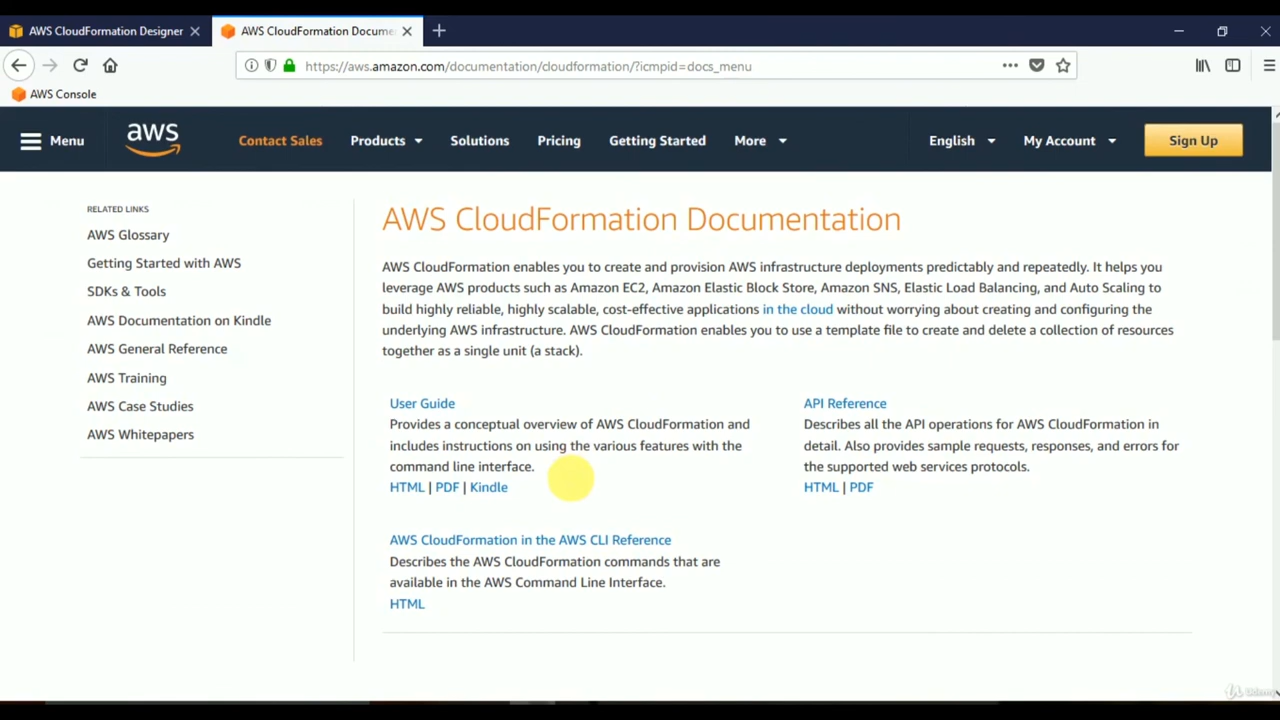 AWS CloudFormation Designer
AWS CloudFormation Docume
https://aws.amazon.com/documentation/cloudformation/?icmpid=docs_menu
AWS Console
Menu
aws
Contact Sales
Products
Solutions
Pricing
Getting Started
More
English
My Account
Sign Up
RELATED LINKS
AWS Glossary
Getting Started with AWS
SDKs & Tools
AWS Documentation on Kindle
AWS General Reference
AWS Training
AWS Case Studies
AWS Whitepapers
AWS CloudFormation Documentation
AWS CloudFormation enables you to create and provision AWS infrastructure deployments predictably and repeatedly. It helps you
leverage AWS products such as Amazon EC2, Amazon Elastic Block Store, Amazon SNS, Elastic Load Balancing, and Auto Scaling to
build highly reliable, highly scalable, cost-effective applications in the cloud without worrying about creating and configuring the
underlying AWS infrastructure. AWS CloudFormation enables you to use a template file to create and delete a collection of resources
together as a single unit (a stack).
User Guide
Provides a conceptual overview of AWS CloudFormation and
includes instructions on using the various features with the
command line interface.
HTML | PDF | Kindle
API Reference
Describes all the API operations for AWS CloudFormation in
detail. Also provides sample requests, responses, and errors for
the supported web services protocols.
HTML | PDF
AWS CloudFormation in the AWS CLI Reference
Describes the AWS CloudFormation commands that are
available in the AWS Command Line Interface.
HTML
Udemy